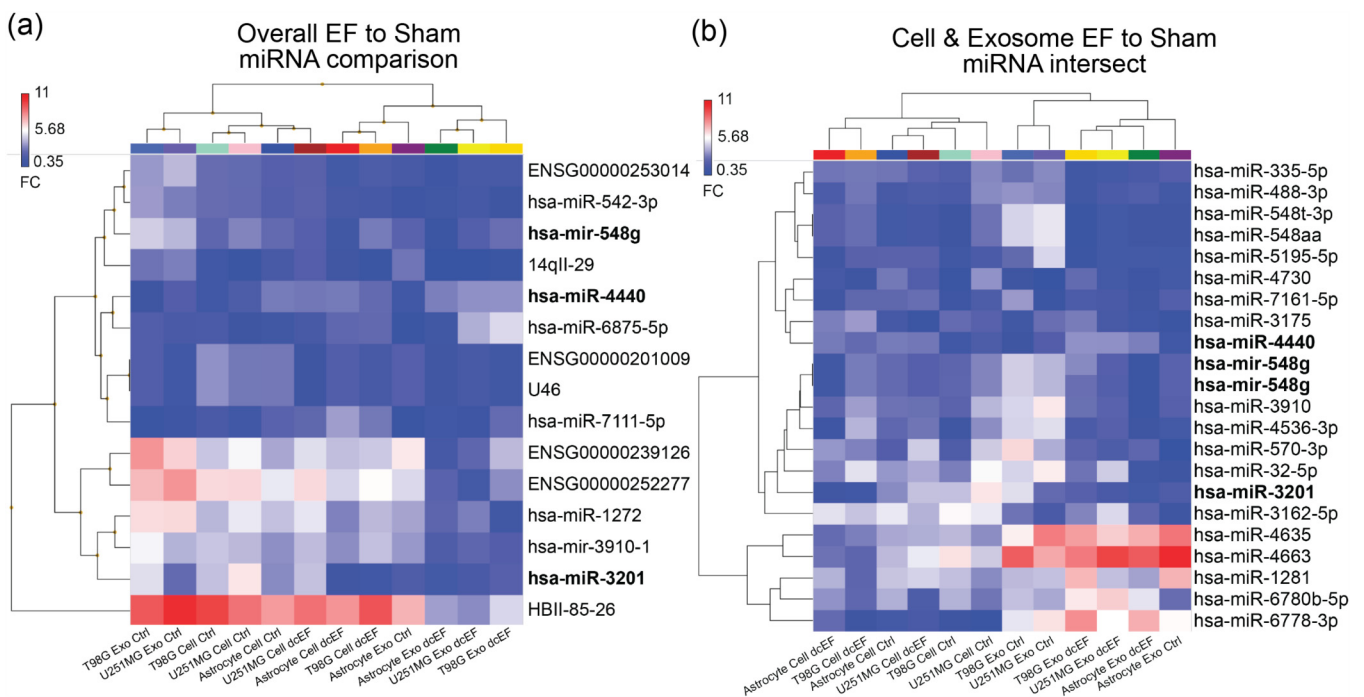 (a)
Overall EF to Sham
miRNA comparison
11
5.68
0.35
FC
ENSG00000253014
hsa-miR-542-3p
hsa-mir-548g
14qII-29
hsa-miR-4440
hsa-miR-6875-5p
ENSG00000201009
U46
hsa-miR-7111-5p
ENSG00000239126
ENSG00000252277
hsa-miR-1272
hsa-mir-3910-1
hsa-miR-3201
HBII-85-26
T98G Exo Ctrl
U251MG Exo Ctrl
T98G Cell Ctrl
U251MG Cell Ctrl
Astrocyte Cell Ctrl
U251MG Cell dcEF
Astrocyte Cell dcEF
T98G Cell dcEF
Astrocyte Exo Ctrl
Astrocyte Exo dcEF
U251MG Exo dcEF
T98G Exo dcEF
(b)
Cell & Exosome EF to Sham
miRNA intersect
11
5.68
0.35
FC
hsa-miR-335-5p
hsa-miR-488-3p
hsa-miR-548t-3p
hsa-miR-548aa
hsa-miR-5195-5p
hsa-miR-4730
hsa-miR-7161-5p
hsa-miR-3175
hsa-miR-4440
hsa-mir-548g
hsa-mir-548g
hsa-miR-3910
hsa-miR-4536-3p
hsa-miR-570-3p
hsa-miR-32-5p
hsa-miR-3201
hsa-miR-3162-5p
hsa-miR-4635
hsa-miR-4663
hsa-miR-1281
hsa-miR-6780b-5p
hsa-miR-6778-3p
Astrocyte Cell dcEF
T98G Cell dcEF
Astrocyte Cell Ctrl
U251MG Cell dcEF
T98G Cell Ctrl
U251MG Cell Ctrl
T98G Exo Ctrl
U251MG Exo Ctrl
T98G Exo dcEF
U251MG Exo dcEF
Astrocyte Exo dcEF
Astrocyte Exo Ctrl